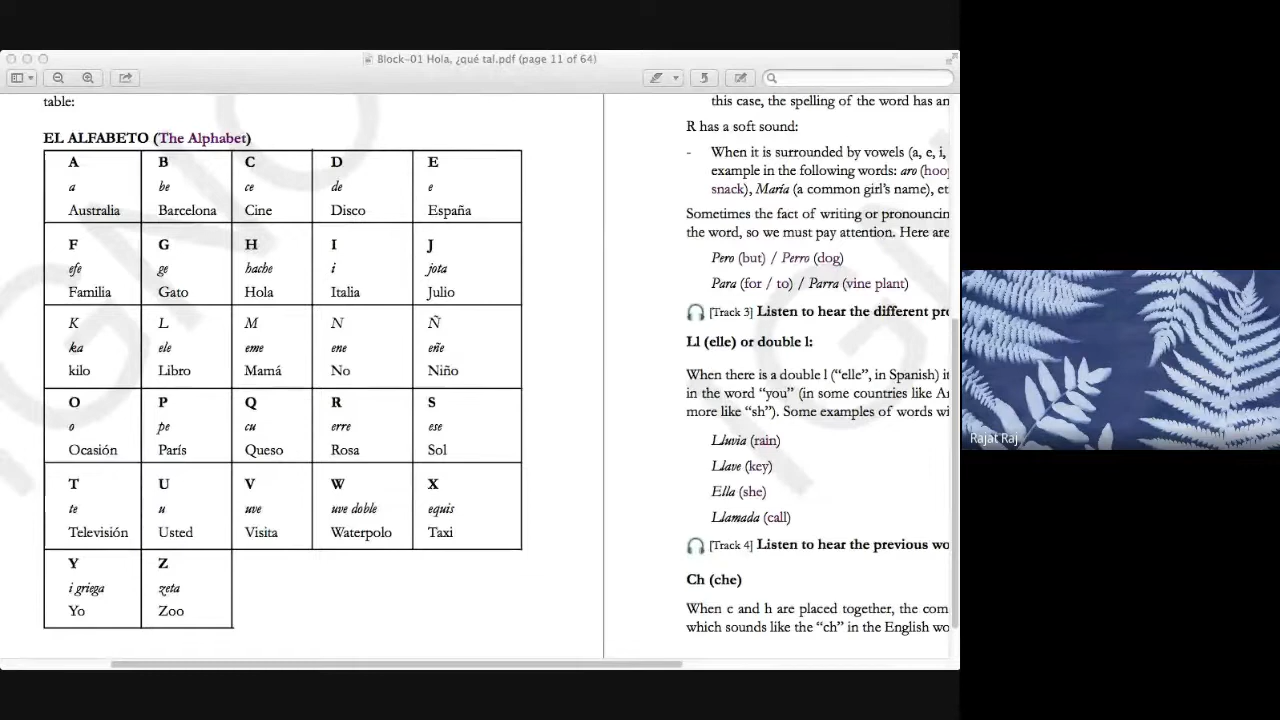 Block-01 Hola, ¿qué tal.pdf (page 11 of 64)
table:
EL ALFABETO (The Alphabet)
A B C D E
a be ce de e
Australia Barcelona Cine Disco España
F G H I J
efe ge hache i jota
Familia Gato Hola Italia Julio
K L M N Ñ
ka ele eme ene eñe
kilo Libro Mamá No Niño
O P Q R S
o pe cu erre ese
Ocasión París Queso Rosa Sol
T U V W X
te u uve uve doble equis
Televisión Usted Visita Waterpolo Taxi
Y Z
i griega zeta
Yo Zoo
this case, the spelling of the word has an
R has a soft sound:
- When it is surrounded by vowels (a, e, i,
example in the following words: aro (hoop
snack), María (a common girl's name), et
Sometimes the fact of writing or pronouncin
the word, so we must pay attention. Here are
Pero (but) / Perro (dog)
Para (for / to) / Parra (vine plant)
[Track 3] Listen to hear the different pro
Ll (elle) or double l:
When there is a double l ("elle", in Spanish) it
in the word "you" (in some countries like Ar
more like "sh"). Some examples of words wi
Lluvia (rain)
Llave (key)
Ella (she)
Llamada (call)
[Track 4] Listen to hear the previous wo
Ch (che)
When c and h are placed together, the com
which sounds like the "ch" in the English wo
Rajat Raj